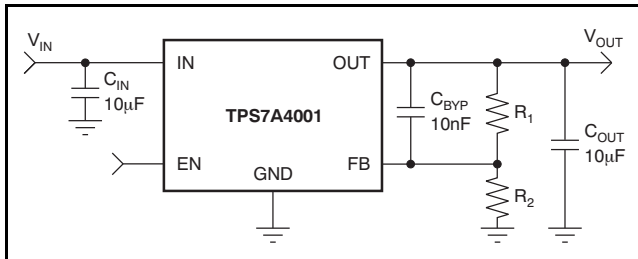 V_IN
V_OUT
IN
OUT
C_IN
10µF
TPS7A4001
C_BYP
10nF
R_1
C_OUT
10µF
EN
FB
GND
R_2